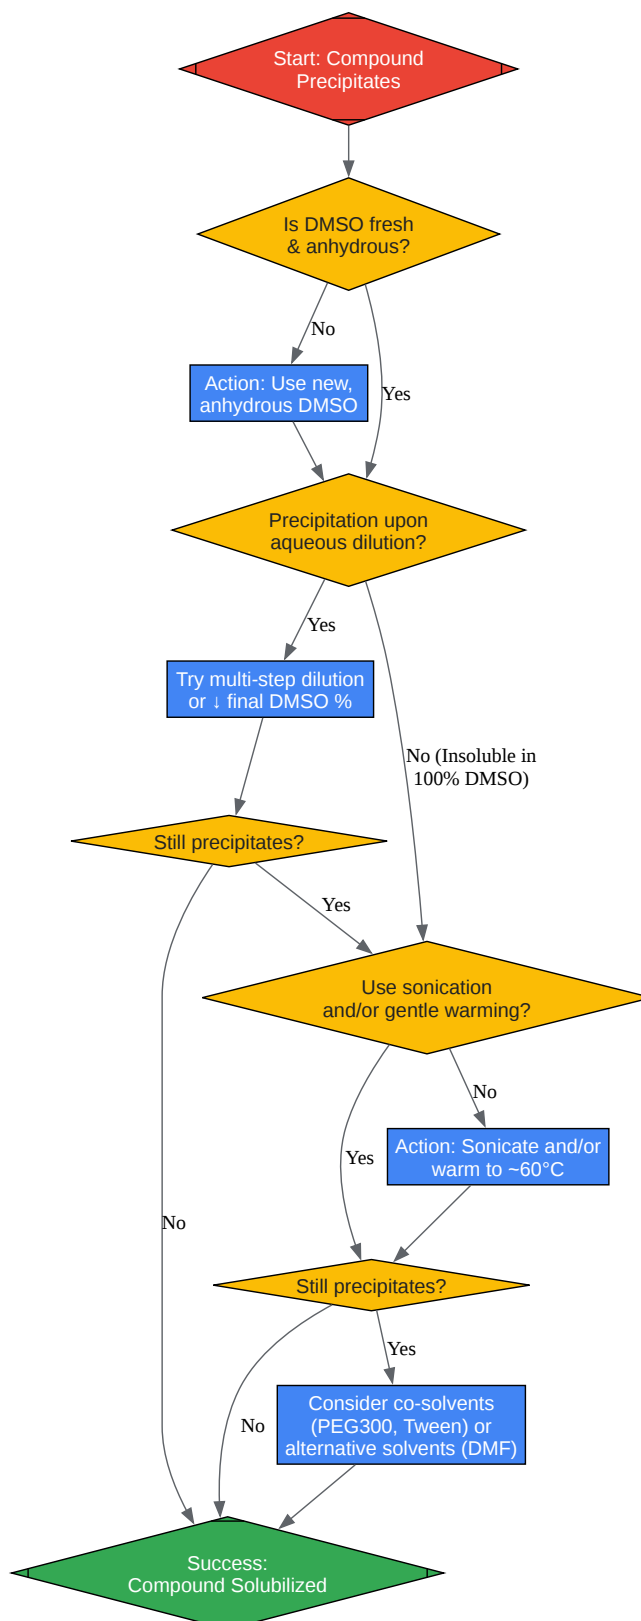 Start: Compound
Precipitates
Is DMSO fresh
& anhydrous?
No
Action: Use new,
anhydrous DMSO
Yes
Precipitation upon
aqueous dilution?
Yes
Try multi-step dilution
or ↓ final DMSO %
No (Insoluble in
100% DMSO)
Still precipitates?
Yes
Use sonication
and/or gentle warming?
No
Action: Sonicate and/or
warm to ~60°C
Yes
No
Still precipitates?
Yes
Consider co-solvents
(PEG300, Tween) or
alternative solvents (DMF)
No
Success:
Compound Solubilized